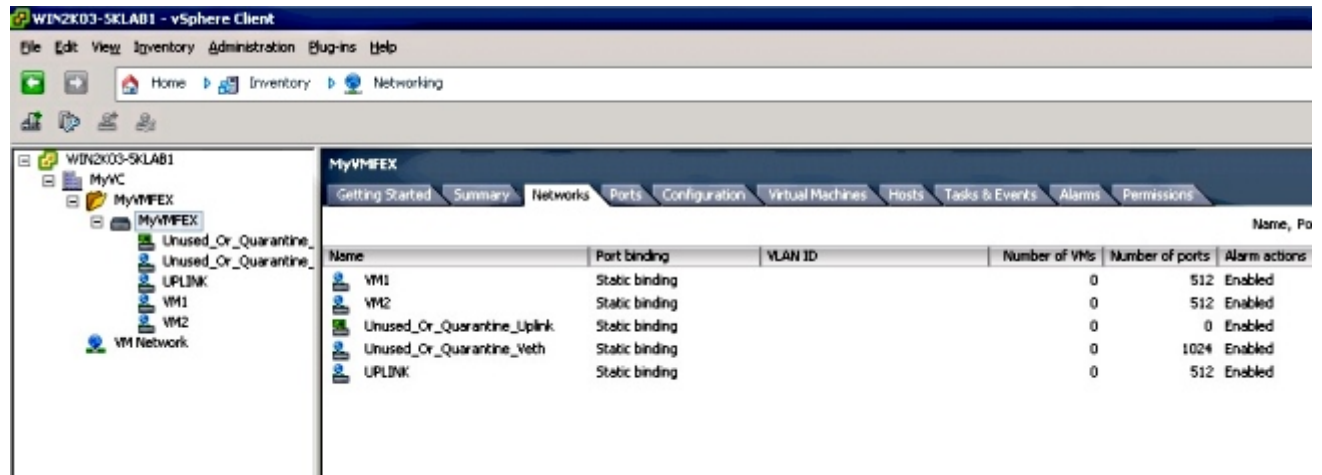 WIN2K03-SKLAB1 - vSphere Client
File Edit View Inventory Administration Plug-ins Help
Home Inventory Networking
WIN2K03-SKLAB1
MyVC
MyVMFEX
MyVMFEX
Unused_Or_Quarantine_
Unused_Or_Quarantine_
UPLINK
VM1
VM2
VM Network
MyVMFEX
Getting Started Summary Networks Ports Configuration Virtual Machines Hosts Tasks & Events Alarms Permissions
Name, Po
Name Port binding VLAN ID Number of VMs Number of ports Alarm actions
VM1 Static binding 0 512 Enabled
VM2 Static binding 0 512 Enabled
Unused_Or_Quarantine_Uplink Static binding 0 0 Enabled
Unused_Or_Quarantine_Veth Static binding 0 1024 Enabled
UPLINK Static binding 0 512 Enabled